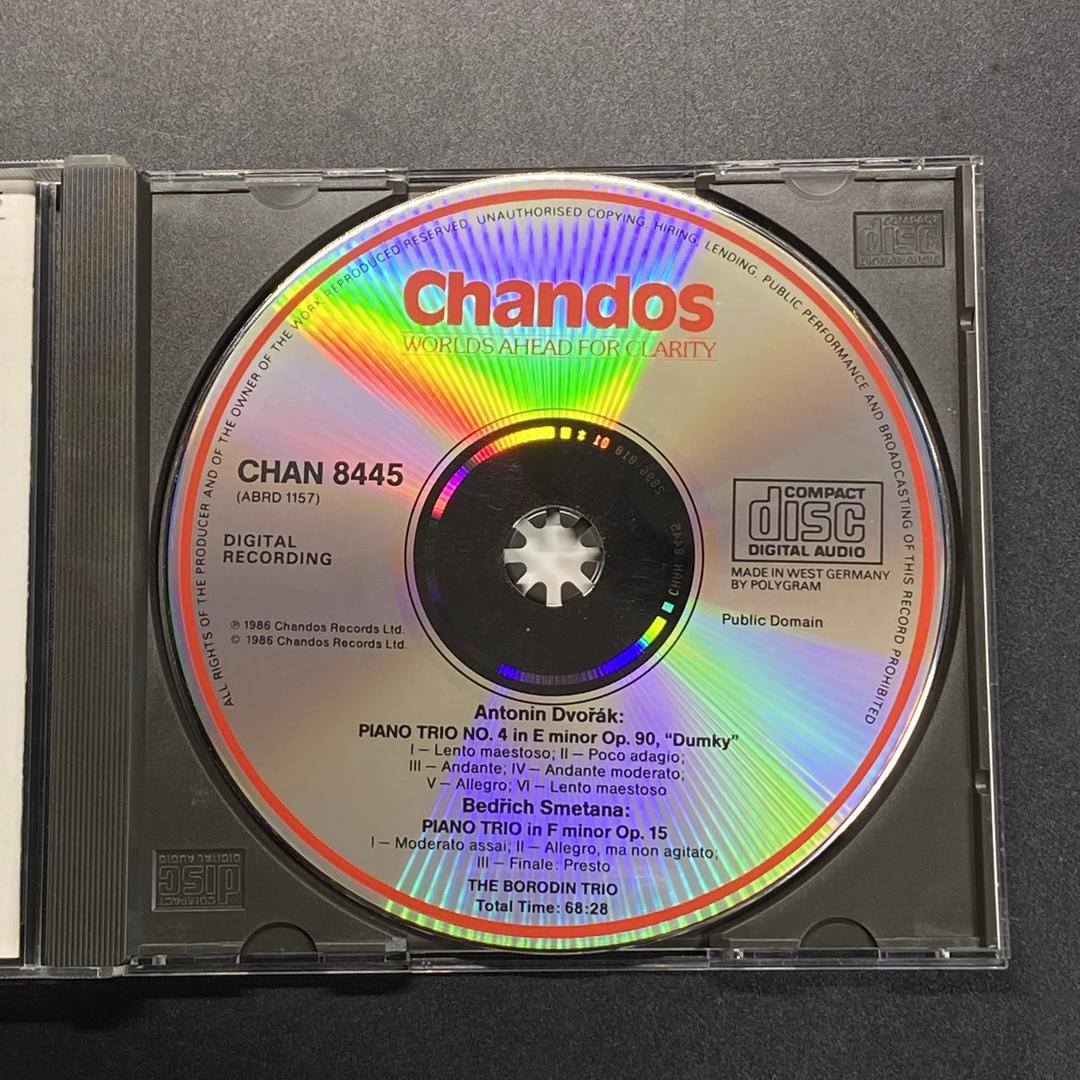 ALL RIGHTS OF THE PRODUCER AND OF THE OWNER OF THE WORK REPRODUCED RESERVED. UNAUTHORISED COPYING, HIRING, LENDING, PUBLIC PERFORMANCE AND BROADCASTING OF THIS RECORD PROHIBITED
Chandos
WORLDS AHEAD FOR CLARITY
CHAN 8445
(ABRD 1157)
DIGITAL
RECORDING
COMPACT
disc
DIGITAL AUDIO
MADE IN WEST GERMANY
BY POLYGRAM
Public Domain
℗ 1986 Chandos Records Ltd.
© 1986 Chandos Records Ltd.
Antonin Dvořák:
PIANO TRIO NO. 4 in E minor Op. 90, “Dumky”
I – Lento maestoso; II – Poco adagio;
III – Andante; IV – Andante moderato;
V – Allegro; VI – Lento maestoso
Bedřich Smetana:
PIANO TRIO in F minor Op. 15
I – Moderato assai; II – Allegro, ma non agitato;
III – Finale: Presto
THE BORODIN TRIO
Total Time: 68:28
COMPACT
disc
DIGITAL AUDIO
COMPACT
disc
DIGITAL AUDIO